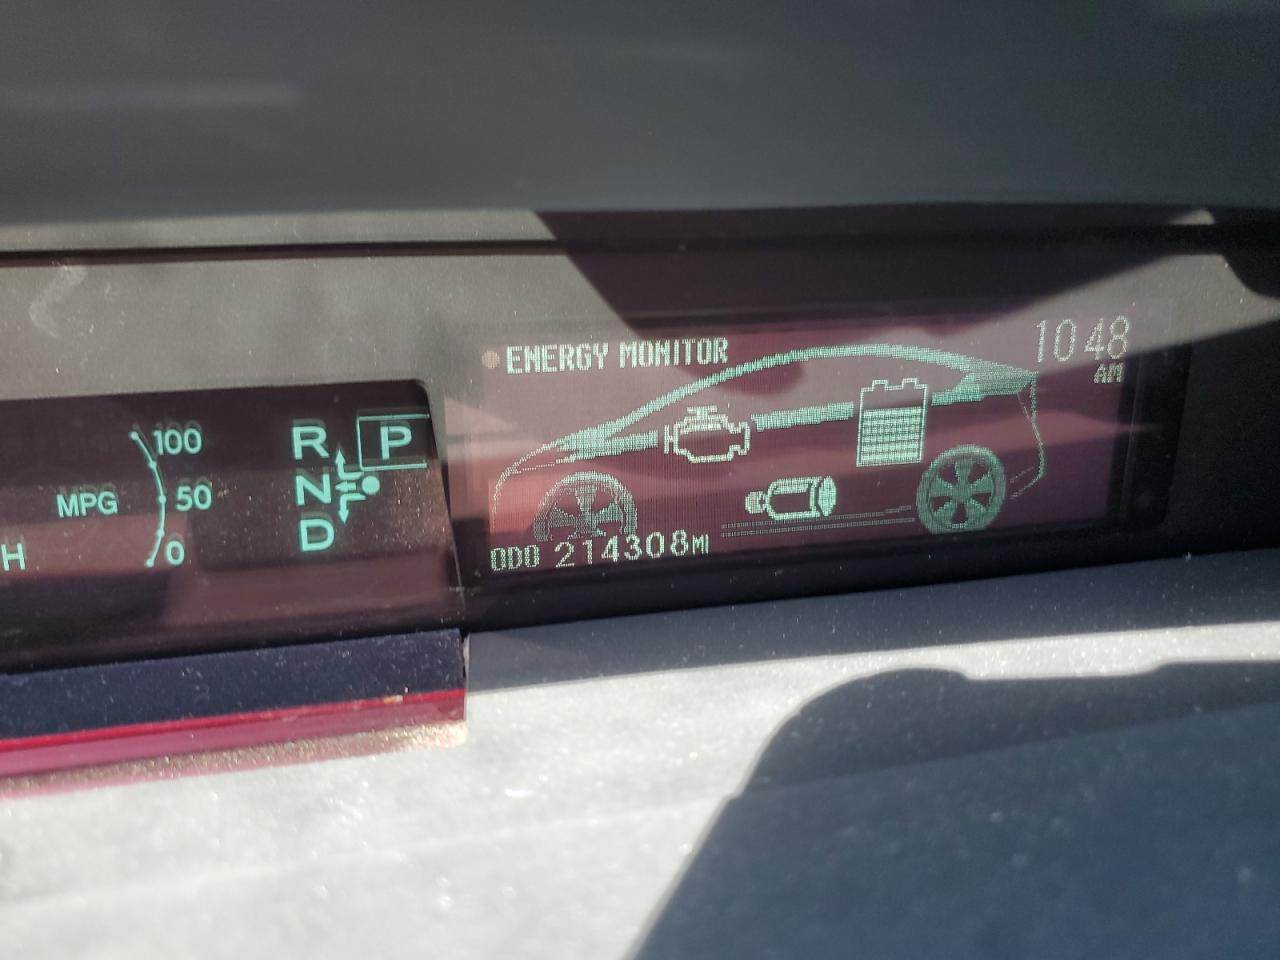 ENERGY MONITOR
10:48
AM
100
MPG
50
0
H
R
P
N
D
ODO 214308MI